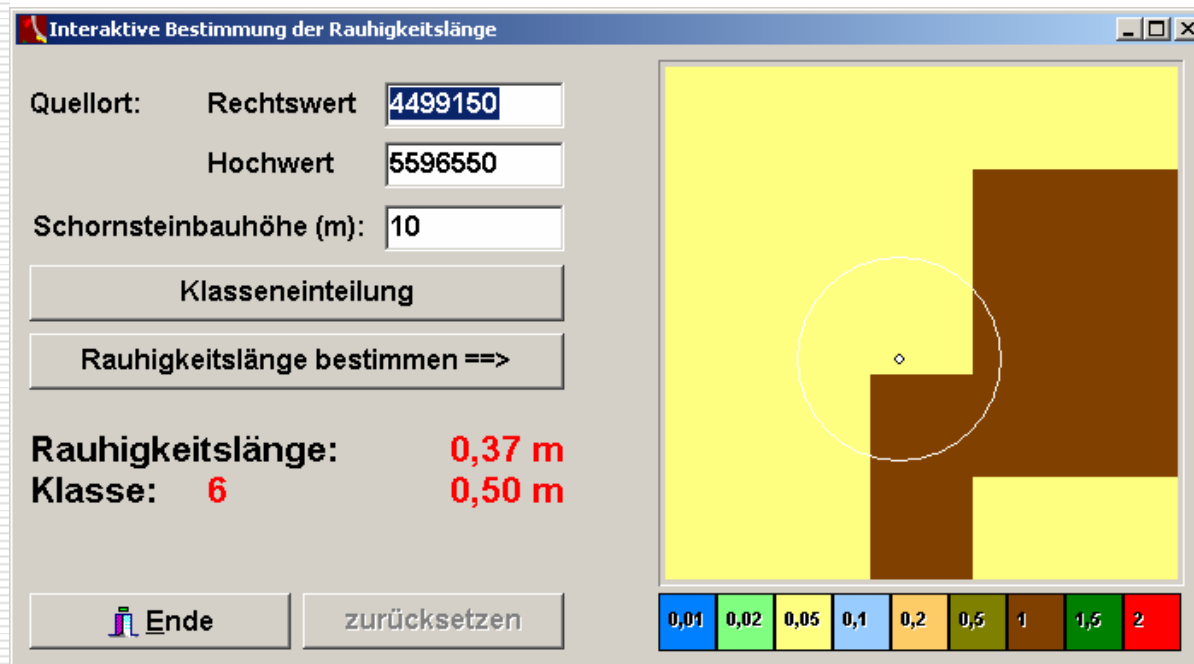 Interaktive Bestimmung der Rauhigkeitslänge
Quellort: Rechtswert 4499150
Hochwert 5596550
Schornsteinbauhöhe (m): 10
Klasseneinteilung
Rauhigkeitslänge bestimmen ==>
Rauhigkeitslänge: 0,37 m
Klasse: 6 0,50 m
Ende zurücksetzen
0,01 0,02 0,05 0,1 0,2 0,5 1 1,5 2